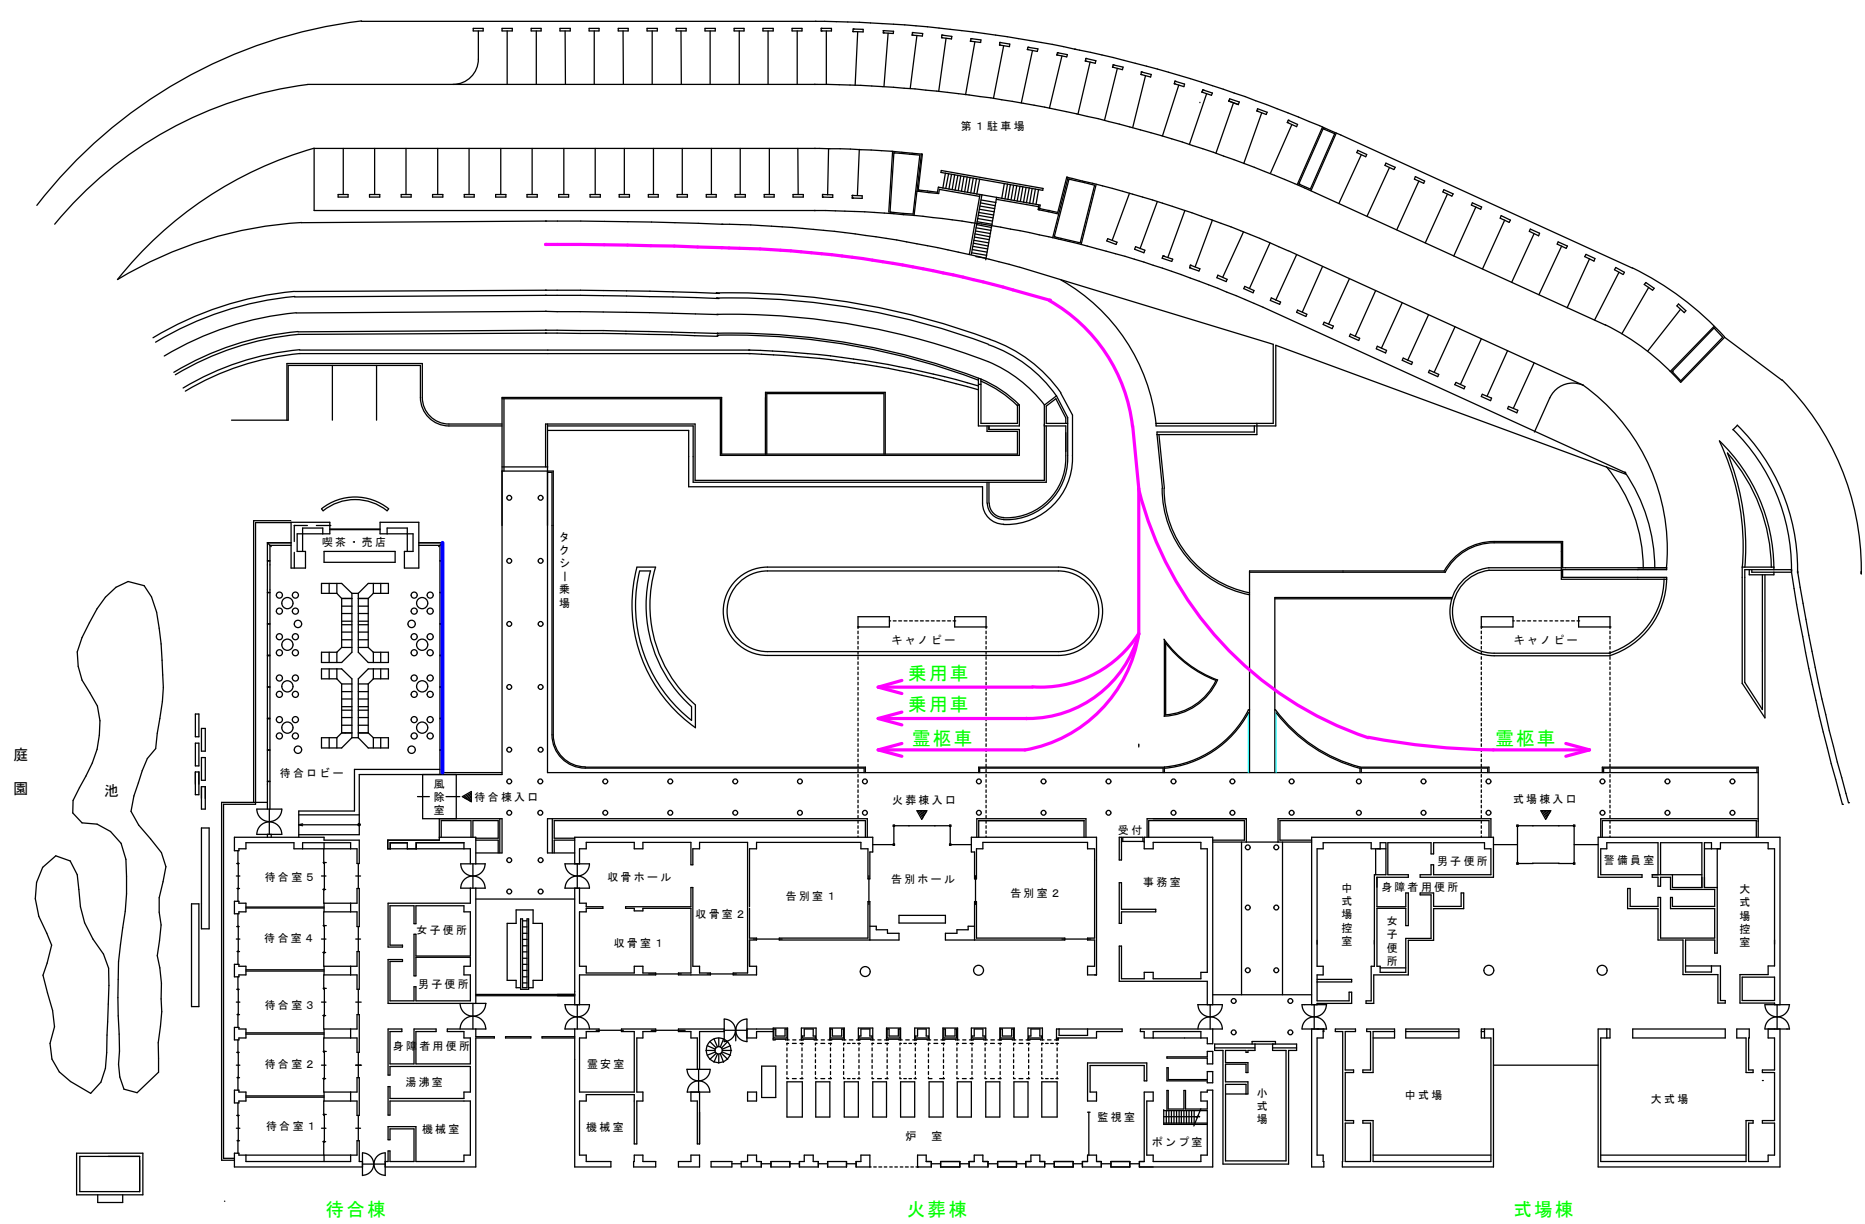 第１駐車場
タクシー乗場
喫茶・売店
キャノピー
キャノピー
乗用車
乗用車
霊柩車
霊柩車
庭園
池
待合ロビー
風除室
待合棟入口
火葬棟入口
式場棟入口
受付
待合室５
待合室４
待合室３
待合室２
待合室１
女子便所
男子便所
身障者用便所
湯沸室
機械室
収骨ホール
収骨室１
収骨室２
告別室１
告別ホール
告別室２
事務室
霊安室
機械室
炉室
監視室
ポンプ室
小式場
中式場控室
男子便所
身障者用便所
女子便所
警備員室
大式場控室
中式場
大式場
待合棟
火葬棟
式場棟